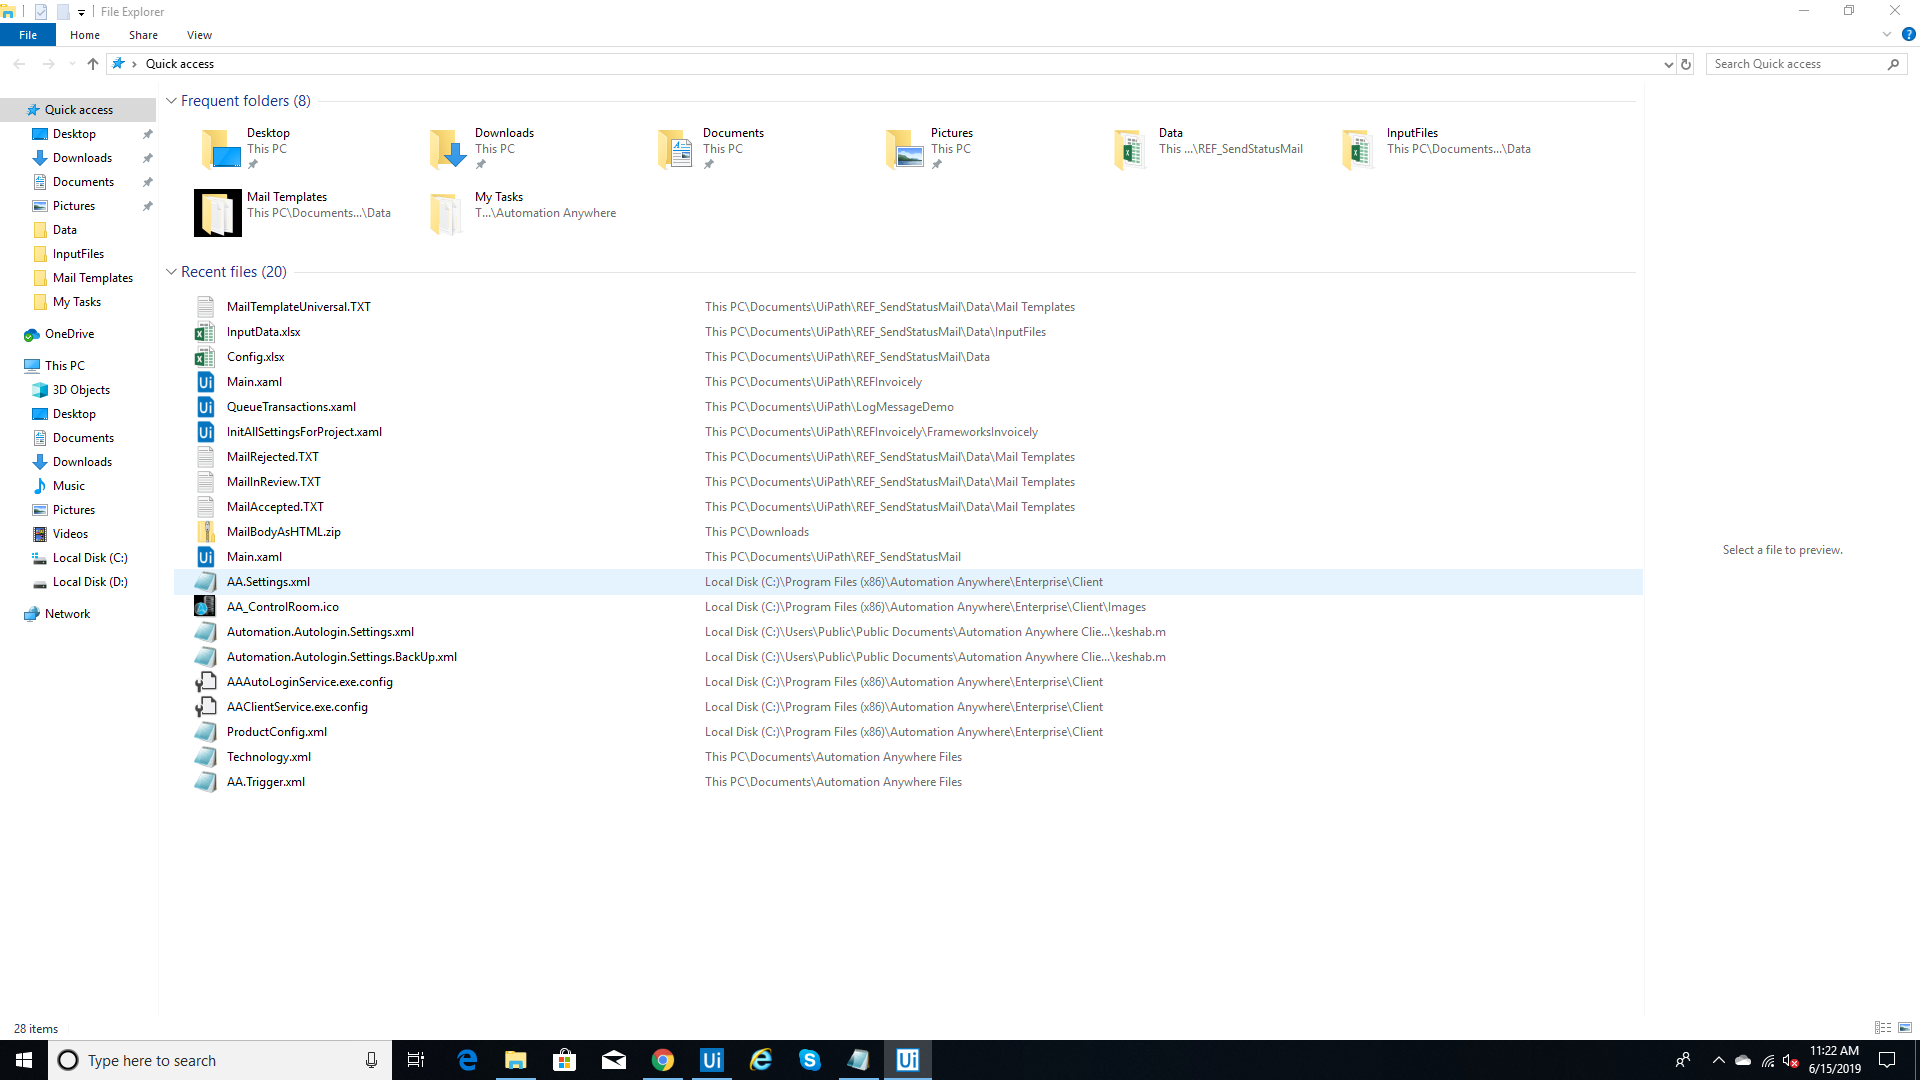 File Explorer
File Home Share View
Quick access
Search Quick access
Quick access
Desktop
Downloads
Documents
Pictures
Data
InputFiles
Mail Templates
My Tasks
OneDrive
This PC
3D Objects
Desktop
Documents
Downloads
Music
Pictures
Videos
Local Disk (C:)
Local Disk (D:)
Network
Frequent folders (8)
Desktop
This PC
Downloads
This PC
Documents
This PC
Pictures
This PC
Data
This ...\REF_SendStatusMail
InputFiles
This PC\Documents...\Data
Mail Templates
This PC\Documents...\Data
My Tasks
T...\Automation Anywhere
Recent files (20)
MailTemplateUniversal.TXT This PC\Documents\UiPath\REF_SendStatusMail\Data\Mail Templates
InputData.xlsx This PC\Documents\UiPath\REF_SendStatusMail\Data\InputFiles
Config.xlsx This PC\Documents\UiPath\REF_SendStatusMail\Data
Main.xaml This PC\Documents\UiPath\REFInvoicely
QueueTransactions.xaml This PC\Documents\UiPath\LogMessageDemo
InitAllSettingsForProject.xaml This PC\Documents\UiPath\REFInvoicely\FrameworksInvoicely
MailRejected.TXT This PC\Documents\UiPath\REF_SendStatusMail\Data\Mail Templates
MailInReview.TXT This PC\Documents\UiPath\REF_SendStatusMail\Data\Mail Templates
MailAccepted.TXT This PC\Documents\UiPath\REF_SendStatusMail\Data\Mail Templates
MailBodyAsHTML.zip This PC\Downloads
Main.xaml This PC\Documents\UiPath\REF_SendStatusMail
AA.Settings.xml Local Disk (C:)\Program Files (x86)\Automation Anywhere\Enterprise\Client
AA_ControlRoom.ico Local Disk (C:)\Program Files (x86)\Automation Anywhere\Enterprise\Client\Images
Automation.Autologin.Settings.xml Local Disk (C:)\Users\Public\Public Documents\Automation Anywhere Clie...\keshab.m
Automation.Autologin.Settings.BackUp.xml Local Disk (C:)\Users\Public\Public Documents\Automation Anywhere Clie...\keshab.m
AAAutoLoginService.exe.config Local Disk (C:)\Program Files (x86)\Automation Anywhere\Enterprise\Client
AAClientService.exe.config Local Disk (C:)\Program Files (x86)\Automation Anywhere\Enterprise\Client
ProductConfig.xml Local Disk (C:)\Program Files (x86)\Automation Anywhere\Enterprise\Client
Technology.xml This PC\Documents\Automation Anywhere Files
AA.Trigger.xml This PC\Documents\Automation Anywhere Files
Select a file to preview.
28 items
Type here to search
Ui
Ui
11:22 AM
6/15/2019